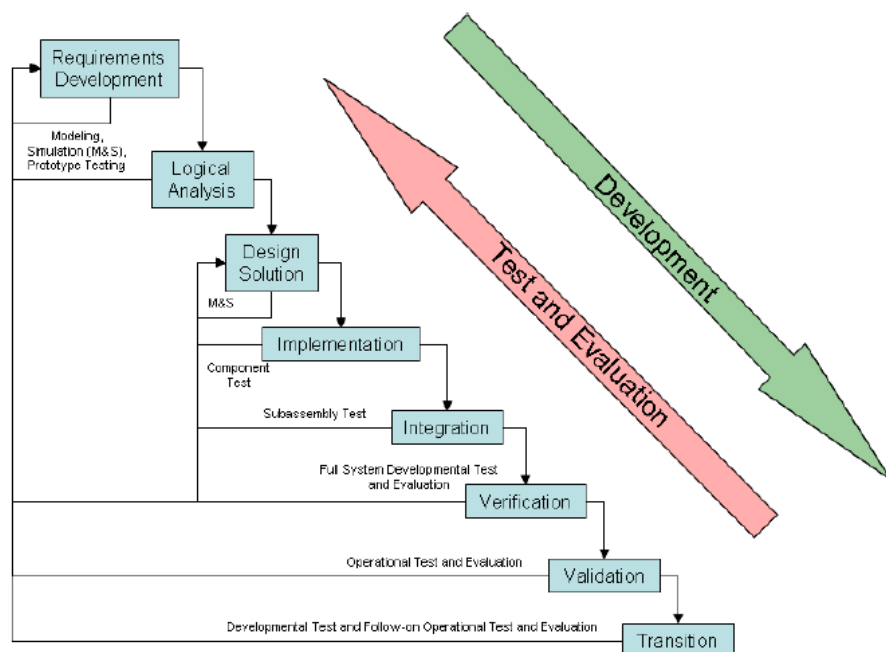 Requirements
Development
Modeling,
Simulation (M&S),
Prototype Testing
Logical
Analysis
Design
Solution
M&S
Implementation
Component
Test
Subassembly Test
Integration
Full System Developmental Test
and Evaluation
Verification
Operational Test and Evaluation
Validation
Developmental Test and Follow-on Operational Test and Evaluation
Transition
Test and Evaluation
Development